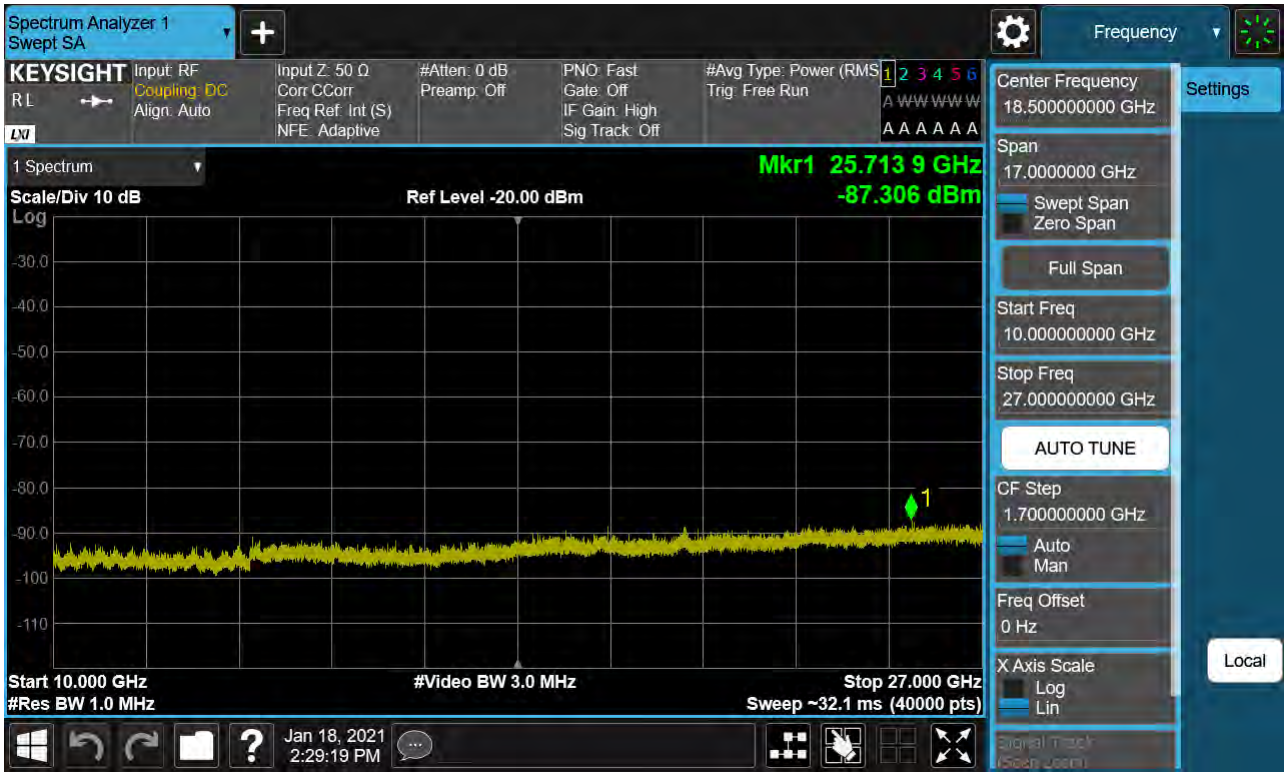 Spectrum Analyzer 1
Swept SA
Frequency
KEYSIGHT
R L
LXI
Input: RF
Coupling: DC
Align: Auto
Input Z: 50 Ω
Corr CCorr
Freq Ref: Int (S)
NFE: Adaptive
#Atten: 0 dB
Preamp: Off
PNO: Fast
Gate: Off
IF Gain: High
Sig Track: Off
#Avg Type: Power (RMS
Trig: Free Run
1 2 3 4 5 6
A W W W W W
A A A A A A
1 Spectrum
Scale/Div 10 dB
Ref Level -20.00 dBm
Mkr1 25.713 9 GHz
-87.306 dBm
Log
-30.0
-40.0
-50.0
-60.0
-70.0
-80.0
-90.0
-100
-110
1
Start 10.000 GHz
#Video BW 3.0 MHz
Stop 27.000 GHz
#Res BW 1.0 MHz
Sweep ~32.1 ms (40000 pts)
Center Frequency
18.500000000 GHz
Settings
Span
17.0000000 GHz
Swept Span
Zero Span
Full Span
Start Freq
10.000000000 GHz
Stop Freq
27.000000000 GHz
AUTO TUNE
CF Step
1.700000000 GHz
Auto
Man
Freq Offset
0 Hz
X Axis Scale
Log
Lin
Local
Signal Track
(Span Zoom)
?
Jan 18, 2021
2:29:19 PM